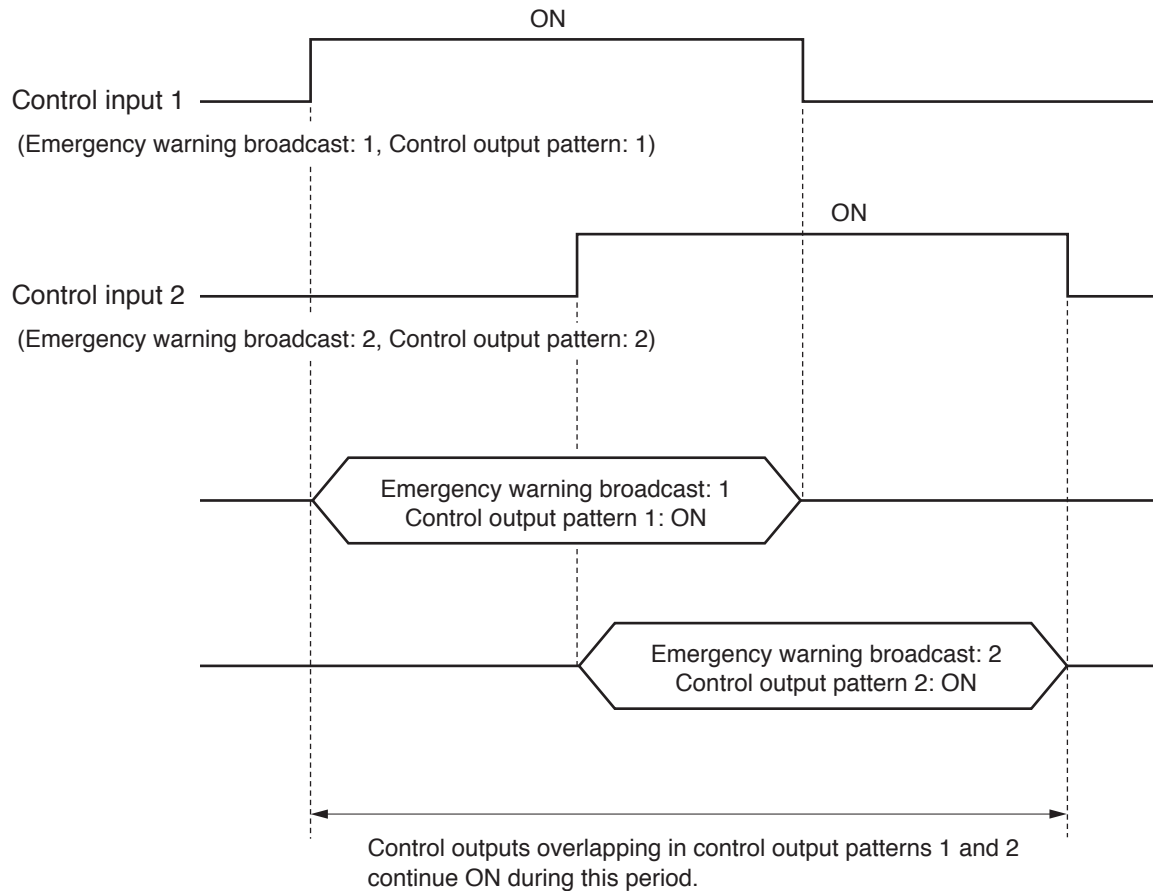 ON
Control input 1
(Emergency warning broadcast: 1, Control output pattern: 1)
ON
Control input 2
(Emergency warning broadcast: 2, Control output pattern: 2)
Emergency warning broadcast: 1
Control output pattern 1: ON
Emergency warning broadcast: 2
Control output pattern 2: ON
Control outputs overlapping in control output patterns 1 and 2
continue ON during this period.